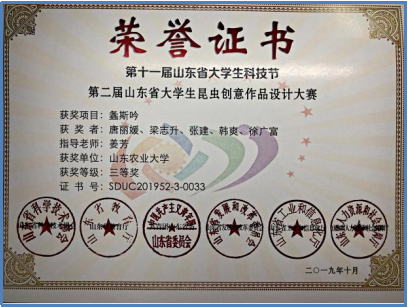 荣誉证书
第十一届山东省大学生科技节
第二届山东省大学生昆虫创意作品设计大赛
获奖项目：螽斯吟
获奖者：唐丽媛、梁志升、张建、韩爽、徐广富
指导老师：姜芳
获奖单位：山东农业大学
获奖等级：三等奖
证书号：SDUC201952-3-0033
山东省委员会
二〇一九年十月